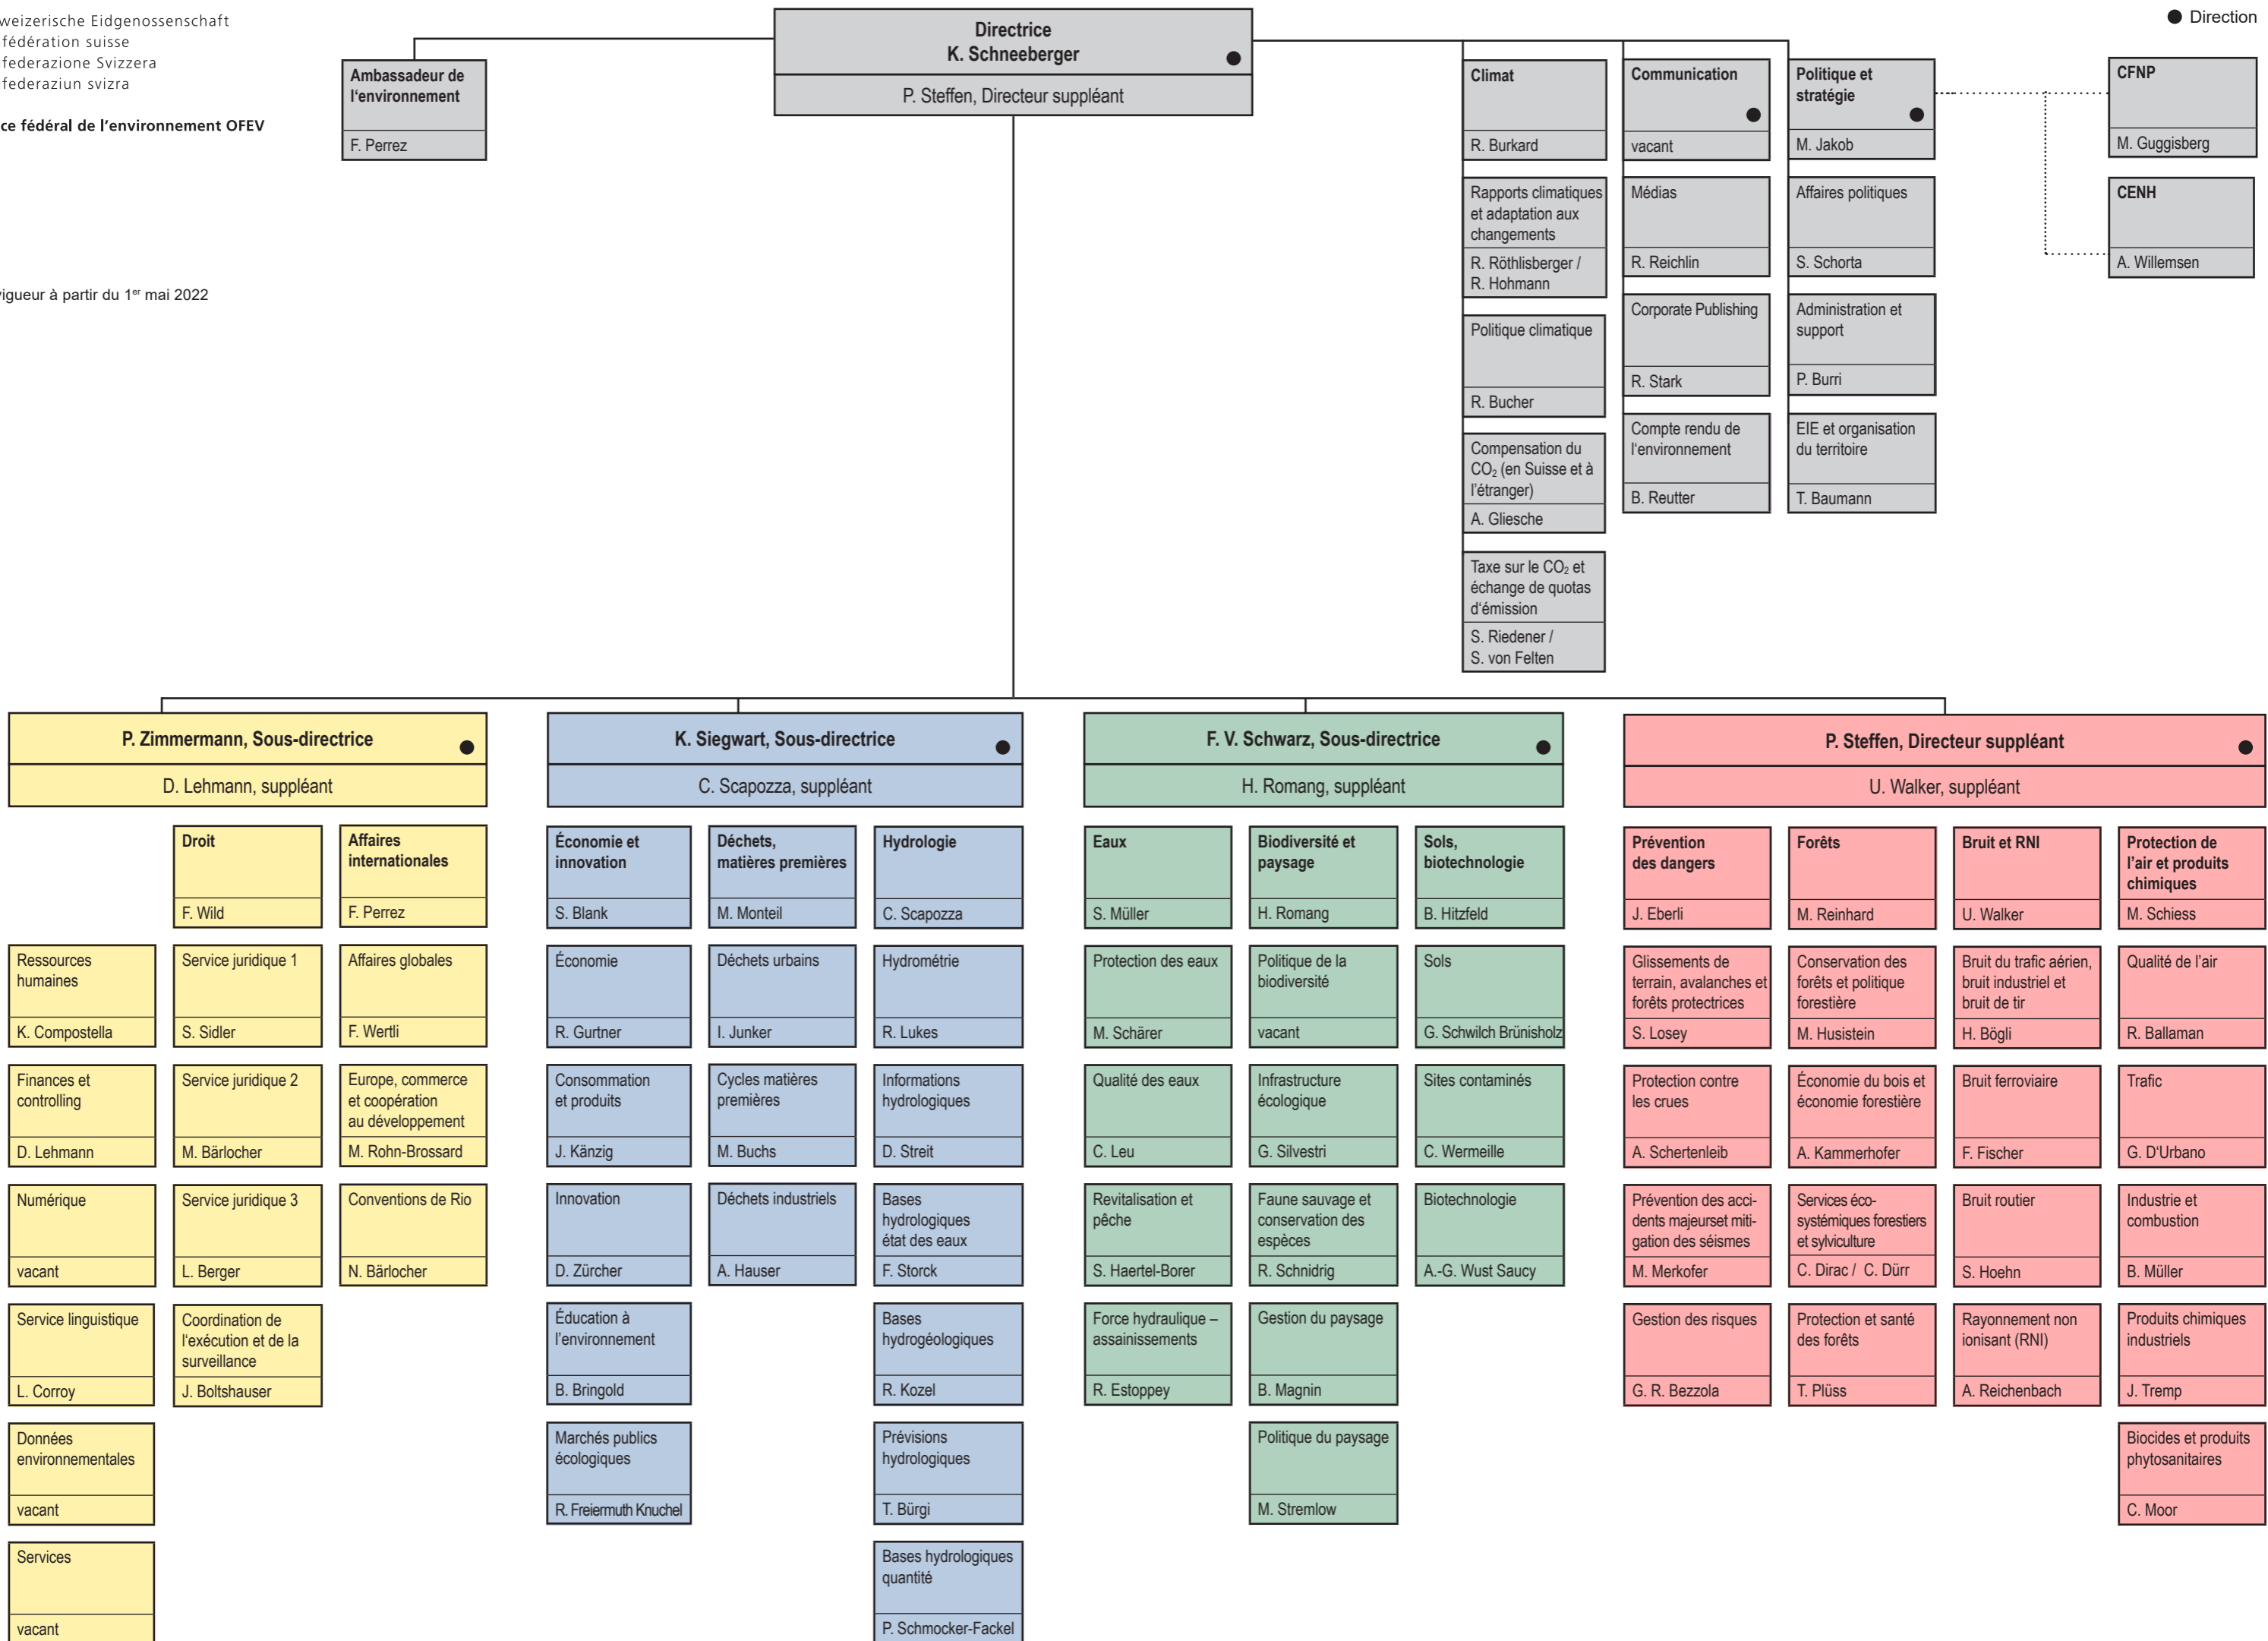 weizerische Eidgenossenschaft
fédération suisse
federazione Svizzera
federaziun svizra
ce fédéral de l'environnement OFEV
vigueur à partir du 1er mai 2022
Direction
Directrice
K. Schneeberger
P. Steffen, Directeur suppléant
Ambassadeur de
l'environnement
F. Perrez
Climat
R. Burkard
Rapports climatiques
et adaptation aux
changements
R. Röthlisberger /
R. Hohmann
Politique climatique
R. Bucher
Compensation du
CO₂ (en Suisse et à
l'étranger)
A. Gliesche
Taxe sur le CO₂ et
échange de quotas
d'émission
S. Riedener /
S. von Felten
Communication
vacant
Médias
R. Reichlin
Corporate Publishing
R. Stark
Compte rendu de
l'environnement
B. Reutter
Politique et
stratégie
M. Jakob
Affaires politiques
S. Schorta
Administration et
support
P. Burri
EIE et organisation
du territoire
T. Baumann
CFNP
M. Guggisberg
CENH
A. Willemsen
P. Zimmermann, Sous-directrice
D. Lehmann, suppléant
Ressources
humaines
K. Compostella
Finances et
controlling
D. Lehmann
Numérique
vacant
Service linguistique
L. Corroy
Données
environnementales
vacant
Services
vacant
Droit
F. Wild
Service juridique 1
S. Sidler
Service juridique 2
M. Bärlocher
Service juridique 3
L. Berger
Coordination de
l'exécution et de la
surveillance
J. Boltshauser
Affaires
internationales
F. Perrez
Affaires globales
F. Wertli
Europe, commerce
et coopération
au développement
M. Rohn-Brossard
Conventions de Rio
N. Bärlocher
K. Siegwart, Sous-directrice
C. Scapozza, suppléant
Économie et
innovation
S. Blank
Économie
R. Gurtner
Consommation
et produits
J. Känzig
Innovation
D. Zürcher
Éducation à
l'environnement
B. Bringold
Marchés publics
écologiques
R. Freiermuth Knuchel
Déchets,
matières premières
M. Monteil
Déchets urbains
I. Junker
Cycles matières
premières
M. Buchs
Déchets industriels
A. Hauser
Hydrologie
C. Scapozza
Hydrométrie
R. Lukes
Informations
hydrologiques
D. Streit
Bases
hydrologiques
état des eaux
F. Storck
Bases
hydrogéologiques
R. Kozel
Prévisions
hydrologiques
T. Bürgi
Bases hydrologiques
quantité
P. Schmocker-Fackel
F. V. Schwarz, Sous-directrice
H. Romang, suppléant
Eaux
S. Müller
Protection des eaux
M. Schärer
Qualité des eaux
C. Leu
Revitalisation et
pêche
S. Haertel-Borer
Force hydraulique –
assainissements
R. Estoppey
Biodiversité et
paysage
H. Romang
Politique de la
biodiversité
vacant
Infrastructure
écologique
G. Silvestri
Faune sauvage et
conservation des
espèces
R. Schnidrig
Gestion du paysage
B. Magnin
Politique du paysage
M. Stremlow
Sols,
biotechnologie
B. Hitzfeld
Sols
G. Schwilch Brünisholz
Sites contaminés
C. Wermeille
Biotechnologie
A.-G. Wust Saucy
P. Steffen, Directeur suppléant
U. Walker, suppléant
Prévention
des dangers
J. Eberli
Glissements de
terrain, avalanches et
forêts protectrices
S. Losey
Protection contre
les crues
A. Schertenleib
Prévention des acci-
dents majeurset miti-
gation des séismes
M. Merkofer
Gestion des risques
G. R. Bezzola
Forêts
M. Reinhard
Conservation des
forêts et politique
forestière
M. Husistein
Économie du bois et
économie forestière
A. Kammerhofer
Services éco-
systémiques forestiers
et sylviculture
C. Dirac / C. Dürr
Protection et santé
des forêts
T. Plüss
Bruit et RNI
U. Walker
Bruit du trafic aérien,
bruit industriel et
bruit de tir
H. Bögli
Bruit ferroviaire
F. Fischer
Bruit routier
S. Hoehn
Rayonnement non
ionisant (RNI)
A. Reichenbach
Protection de
l'air et produits
chimiques
M. Schiess
Qualité de l'air
R. Ballaman
Trafic
G. D'Urbano
Industrie et
combustion
B. Müller
Produits chimiques
industriels
J. Tremp
Biocides et produits
phytosanitaires
C. Moor